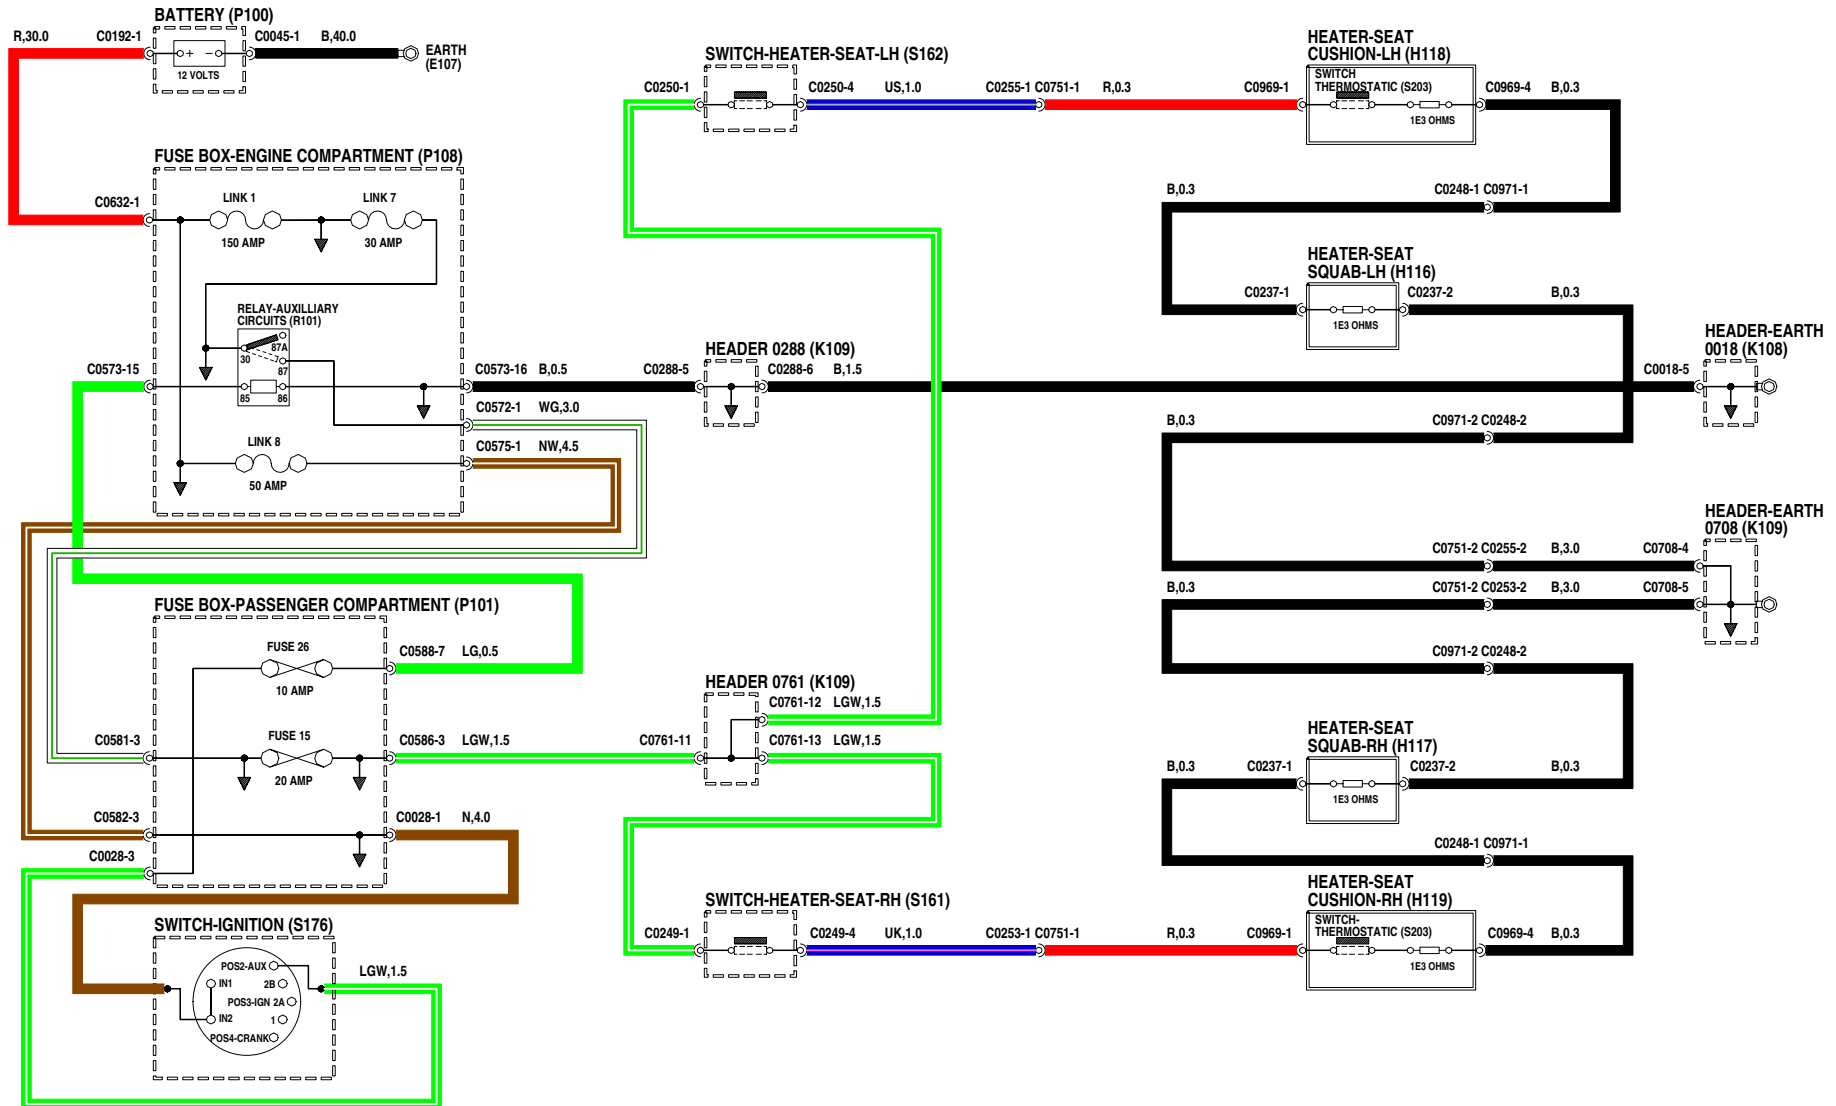 BATTERY (P100)
R,30.0 C0192-1 C0045-1 B,40.0
EARTH
(E107)
+ -
12 VOLTS
FUSE BOX-ENGINE COMPARTMENT (P108)
C0632-1
LINK 1 LINK 7
150 AMP 30 AMP
RELAY-AUXILLIARY
CIRCUITS (R101)
87A
30
87
85 86
C0573-15
C0573-16 B,0.5
C0572-1 WG,3.0
C0575-1 NW,4.5
LINK 8
50 AMP
FUSE BOX-PASSENGER COMPARTMENT (P101)
FUSE 26
10 AMP
C0588-7 LG,0.5
C0581-3
FUSE 15
20 AMP
C0586-3 LGW,1.5
C0582-3
C0028-1 N,4.0
C0028-3
SWITCH-IGNITION (S176)
POS2-AUX
IN1 2B
POS3-IGN 2A
IN2 1
POS4-CRANK
LGW,1.5
SWITCH-HEATER-SEAT-LH (S162)
C0250-1 C0250-4 US,1.0 C0255-1 C0751-1 R,0.3 C0969-1
HEATER-SEAT
CUSHION-LH (H118)
SWITCH
THERMOSTATIC (S203)
1E3 OHMS
C0969-4 B,0.3
B,0.3 C0248-1 C0971-1
HEATER-SEAT
SQUAB-LH (H116)
C0237-1 C0237-2 B,0.3
1E3 OHMS
HEADER 0288 (K109)
C0288-5 C0288-6 B,1.5
HEADER-EARTH
0018 (K108)
C0018-5
B,0.3 C0971-2 C0248-2
HEADER-EARTH
0708 (K109)
C0751-2 C0255-2 B,3.0 C0708-4
B,0.3 C0751-2 C0253-2 B,3.0 C0708-5
C0971-2 C0248-2
HEADER 0761 (K109)
C0761-12 LGW,1.5
C0761-11 C0761-13 LGW,1.5
HEATER-SEAT
SQUAB-RH (H117)
B,0.3 C0237-1 C0237-2 B,0.3
1E3 OHMS
C0248-1 C0971-1
SWITCH-HEATER-SEAT-RH (S161)
C0249-1 C0249-4 UK,1.0 C0253-1 C0751-1 R,0.3 C0969-1
HEATER-SEAT
CUSHION-RH (H119)
SWITCH-
THERMOSTATIC (S203)
1E3 OHMS
C0969-4 B,0.3